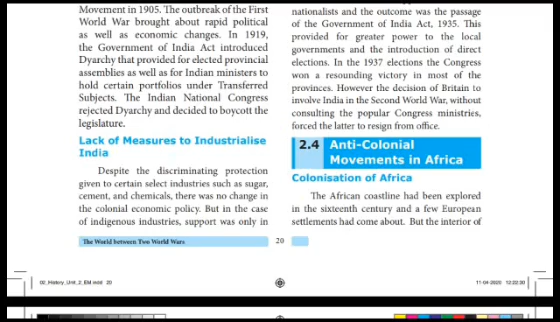 Movement in 1905. The outbreak of the First
World War brought about rapid political
as well as economic changes. In 1919,
the Government of India Act introduced
Dyarchy that provided for elected provincial
assemblies as well as for Indian ministers to
hold certain portfolios under Transferred
Subjects. The Indian National Congress
rejected Dyarchy and decided to boycott the
legislature.
Lack of Measures to Industrialise
India
Despite the discriminating protection
given to certain select industries such as sugar,
cement, and chemicals, there was no change in
the colonial economic policy. But in the case
of indigenous industries, support was only in
nationalists and the outcome was the passage
of the Government of India Act, 1935. This
provided for greater power to the local
governments and the introduction of direct
elections. In the 1937 elections the Congress
won a resounding victory in most of the
provinces. However the decision of Britain to
involve India in the Second World War, without
consulting the popular Congress ministries,
forced the latter to resign from office.
2.4 Anti-Colonial
Movements in Africa
Colonisation of Africa
The African coastline had been explored
in the sixteenth century and a few European
settlements had come about. But the interior of
The World between Two World Wars
20
02_History_Unit_2_EM.indd 20
11-04-2020 12:22:30